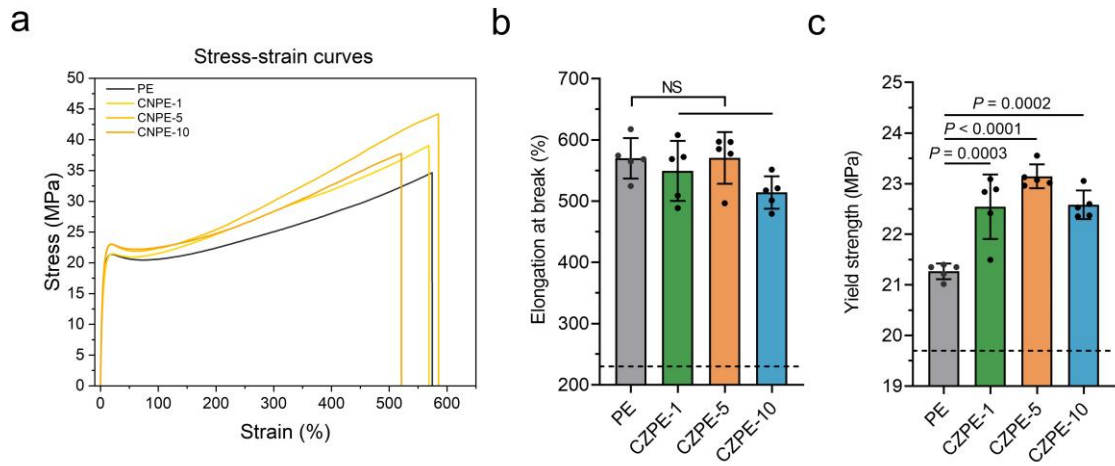 a
Stress-strain curves
50
45
40
35
30
25
20
15
10
5
0
Stress (MPa)
PE
CNPE-1
CNPE-5
CNPE-10
0 100 200 300 400 500 600
Strain (%)
b
700
600
500
400
300
200
Elongation at break (%)
NS
PE
CZPE-1
CZPE-5
CZPE-10
c
25
24
23
22
21
20
19
Yield strength (MPa)
P = 0.0002
P < 0.0001
P = 0.0003
PE
CZPE-1
CZPE-5
CZPE-10